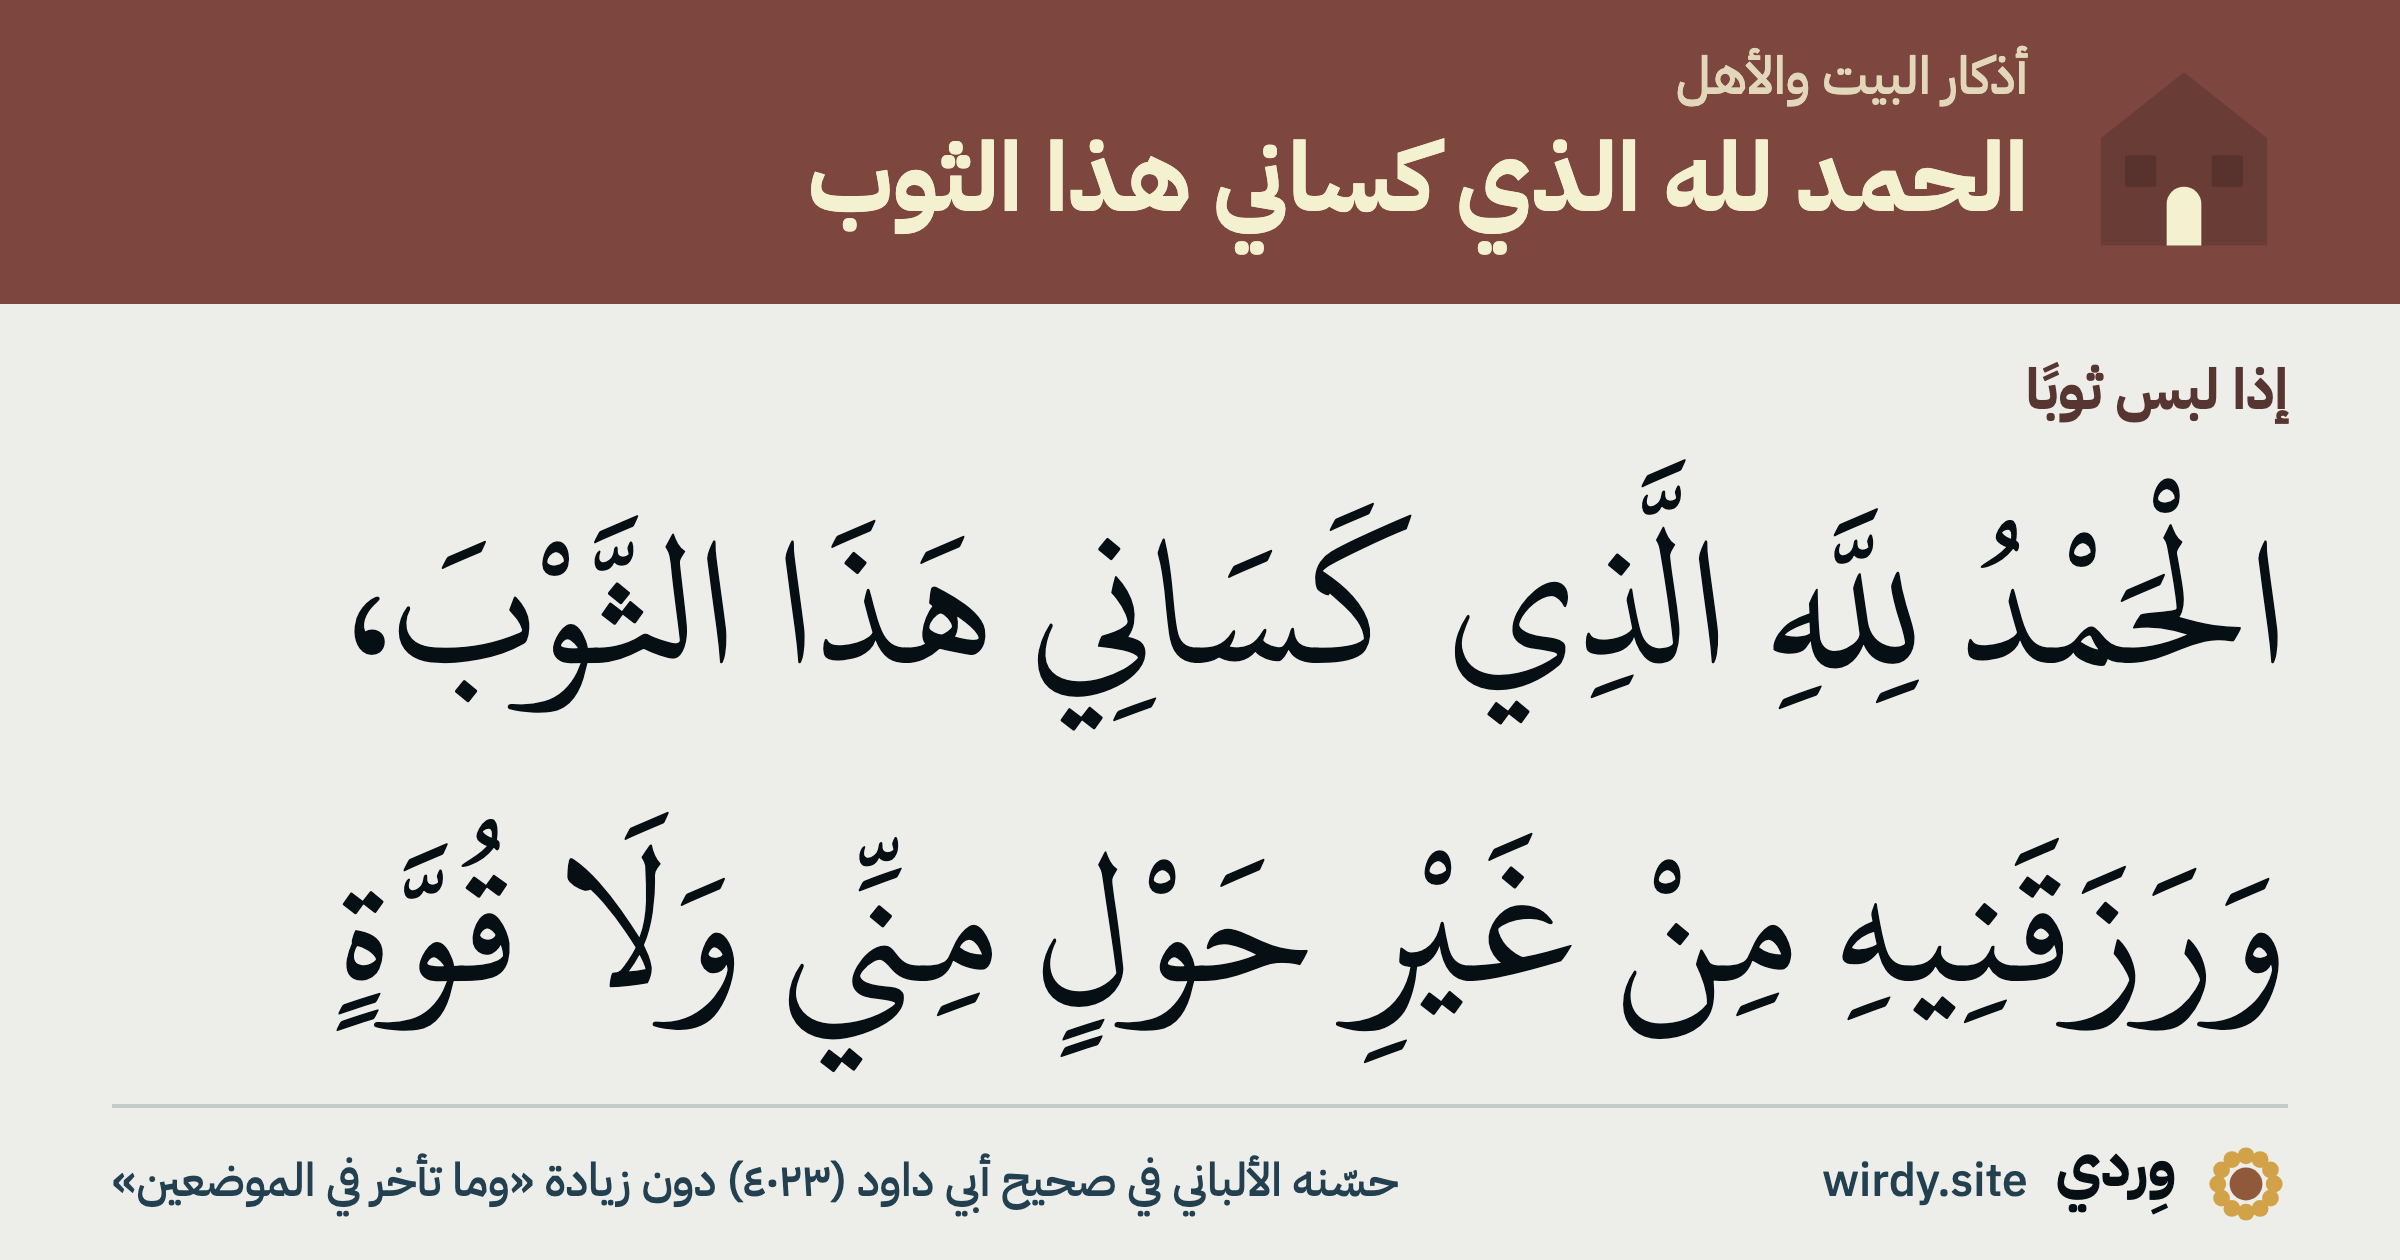 أذكار البيت والأهل
الحمد لله الذي كساني هذا الثوب
إذا لبس ثوبًا
الْحَمْدُ لِلَّهِ الَّذِي كَسَانِي هَذَا الثَّوْبَ،
وَرَزَقَنِيهِ مِنْ غَيْرِ حَوْلٍ مِنِّي وَلَا قُوَّةٍ
وِردي wirdy.site
حسّنه الألباني في صحيح أبي داود (٤٠٢٣) دون زيادة «وما تأخر في الموضعين»